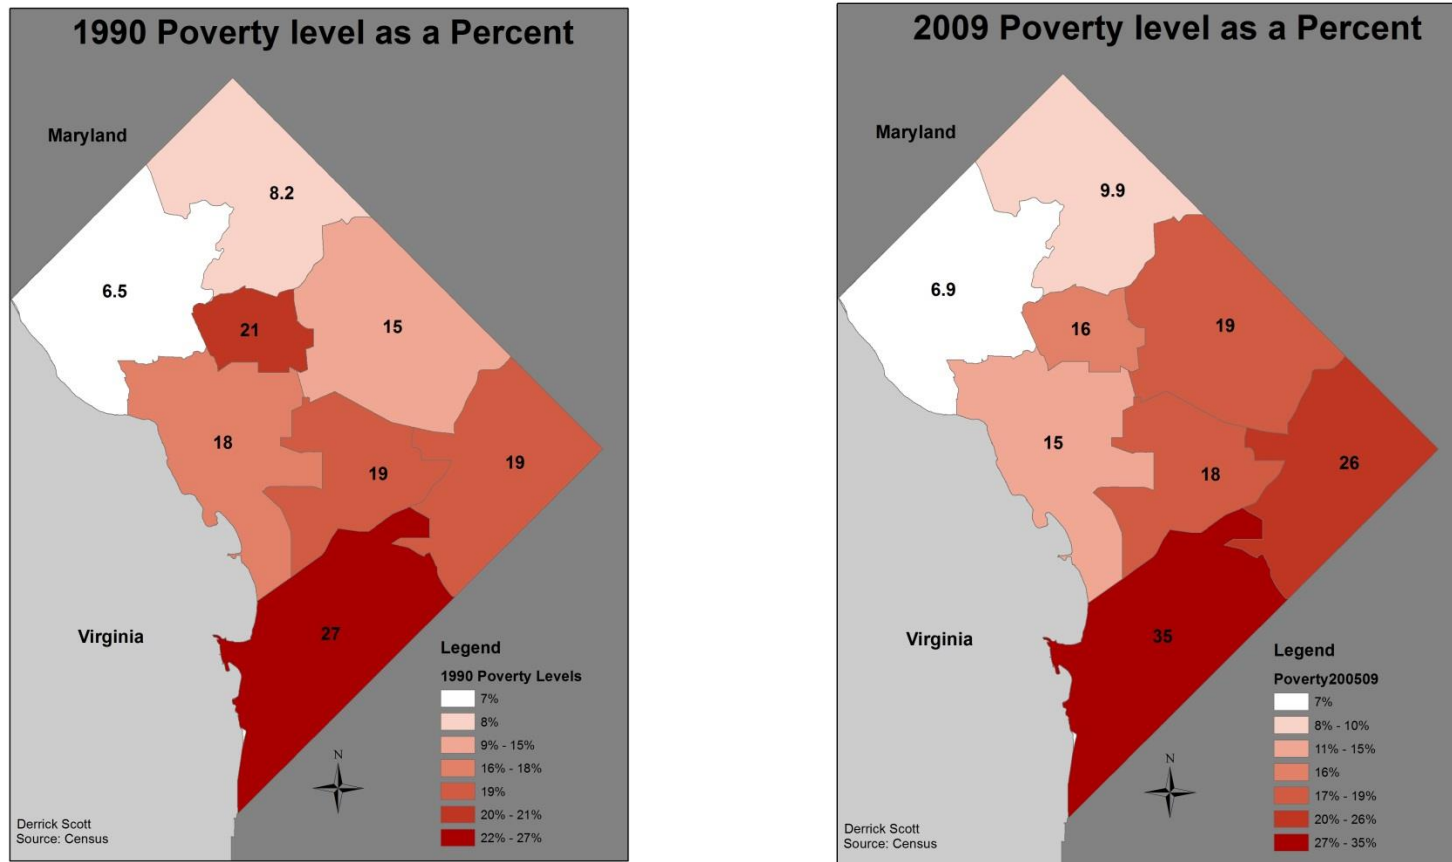 1990 Poverty level as a Percent
Maryland
8.2
6.5
21
15
18
19
19
Virginia
27
Legend
1990 Poverty Levels
7%
8%
9% - 15%
16% - 18%
19%
20% - 21%
22% - 27%
N
Derrick Scott
Source: Census
2009 Poverty level as a Percent
Maryland
9.9
6.9
16
19
15
18
26
Virginia
35
Legend
Poverty200509
7%
8% - 10%
11% - 15%
16%
17% - 19%
20% - 26%
27% - 35%
N
Derrick Scott
Source: Census